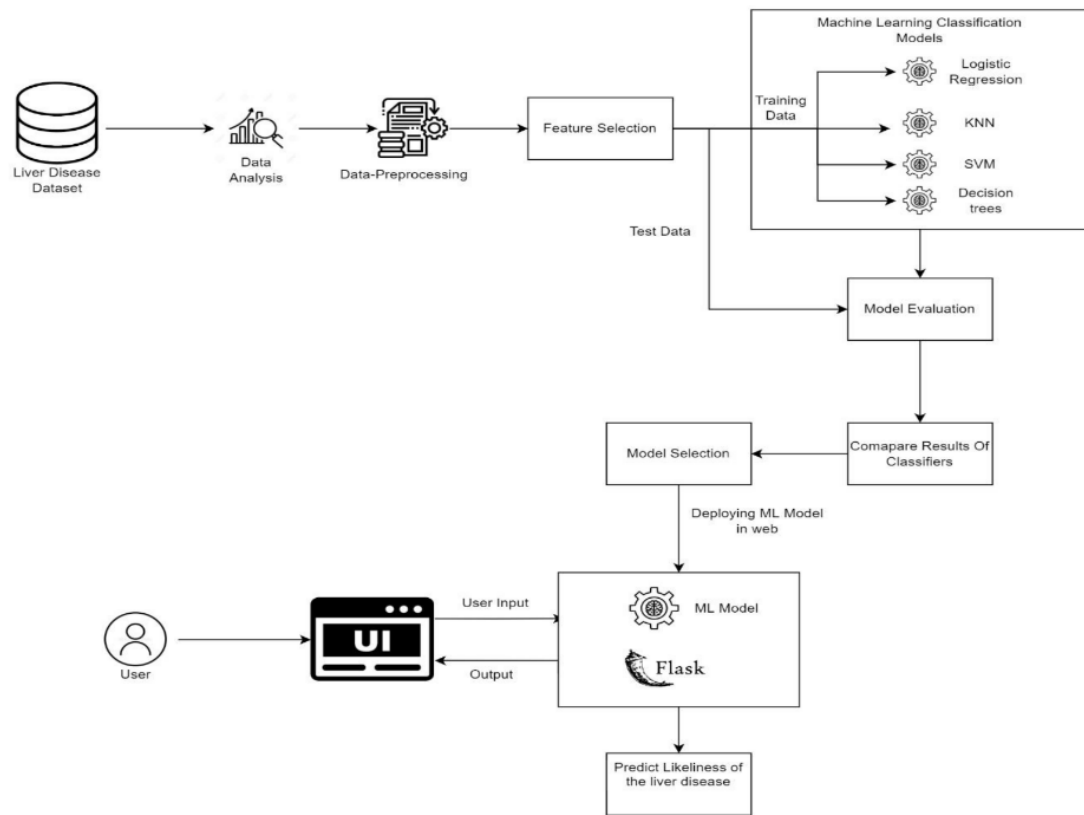 Machine Learning Classification
Models
Logistic
Regression
Training
Data
KNN
Feature Selection
SVM
Liver Disease
Dataset
Data
Analysis
Data-Preprocessing
Decision
trees
Test Data
Model Evaluation
Model Selection
Comapare Results Of
Classifiers
Deploying ML Model
in web
User Input
ML Model
UI
Flask
Output
User
Predict Likeliness of
the liver disease